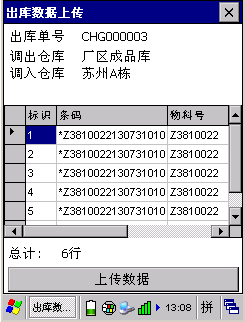 出库数据上传
出库单号 CHG000003
调出仓库 厂区成品库
调入仓库 苏州A栋
标识 条码 物料号
1 *Z3810022130731010 Z3810022
2 *Z3810022130731010 Z3810022
3 *Z3810022130731010 Z3810022
4 *Z3810022130731010 Z3810022
5 *Z3810022130731010 Z3810022
总计: 6行
上传数据
出库数... 13:08 拼